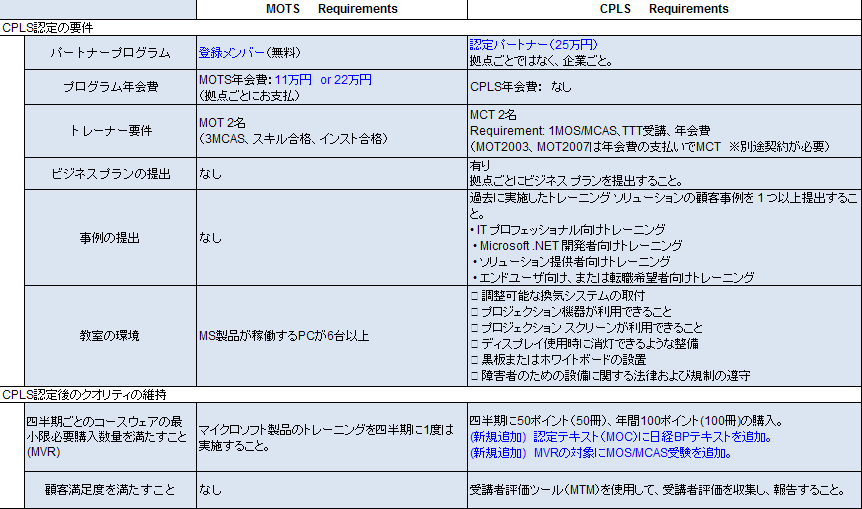 MOTS Requirements
CPLS Requirements
CPLS認定の要件
パートナープログラム
登録メンバー(無料)
認定パートナー(25万円)
拠点ごとではなく、企業ごと。
プログラム年会費
MOTS年会費:11万円 or 22万円
(拠点ごとにお支払)
CPLS年会費: なし
トレーナー要件
MOT 2名
(3MCAS、スキル合格、インスト合格)
MCT 2名
Requirement: 1MOS/MCAS、TTT受講、年会費
(MOT2003、MOT2007は年会費の支払いでMCT ※別途契約が必要)
ビジネスプランの提出
なし
有り
拠点ごとにビジネス プランを提出すること。
事例の提出
なし
過去に実施したトレーニング ソリューションの顧客事例を1つ以上提出するこ
と。
• IT プロフェッショナル向けトレーニング
• Microsoft .NET 開発者向けトレーニング
• ソリューション提供者向けトレーニング
• エンドユーザ向け、または転職希望者向けトレーニング
教室の環境
MS製品が稼働するPCが6台以上
□ 調整可能な換気システムの取付
□ プロジェクション機器が利用できること
□ プロジェクション スクリーンが利用できること
□ ディスプレイ使用時に消灯できるような整備
□ 黒板またはホワイトボードの設置
□ 障害者のための設備に関する法律および規制の遵守
CPLS認定後のクオリティの維持
四半期ごとのコースウェアの最
小限必要購入数量を満たすこと
(MVR)
マイクロソフト製品のトレーニングを四半期に1度は
実施すること。
四半期に50ポイント(50冊)、年間100ポイント(100冊)の購入。
(新規追加) 認定テキスト(MOC)に日経BPテキストを追加。
(新規追加) MVRの対象にMOS/MCAS受験を追加。
顧客満足度を満たすこと
なし
受講者評価ツール(MTM)を使用して、受講者評価を収集し、報告すること。